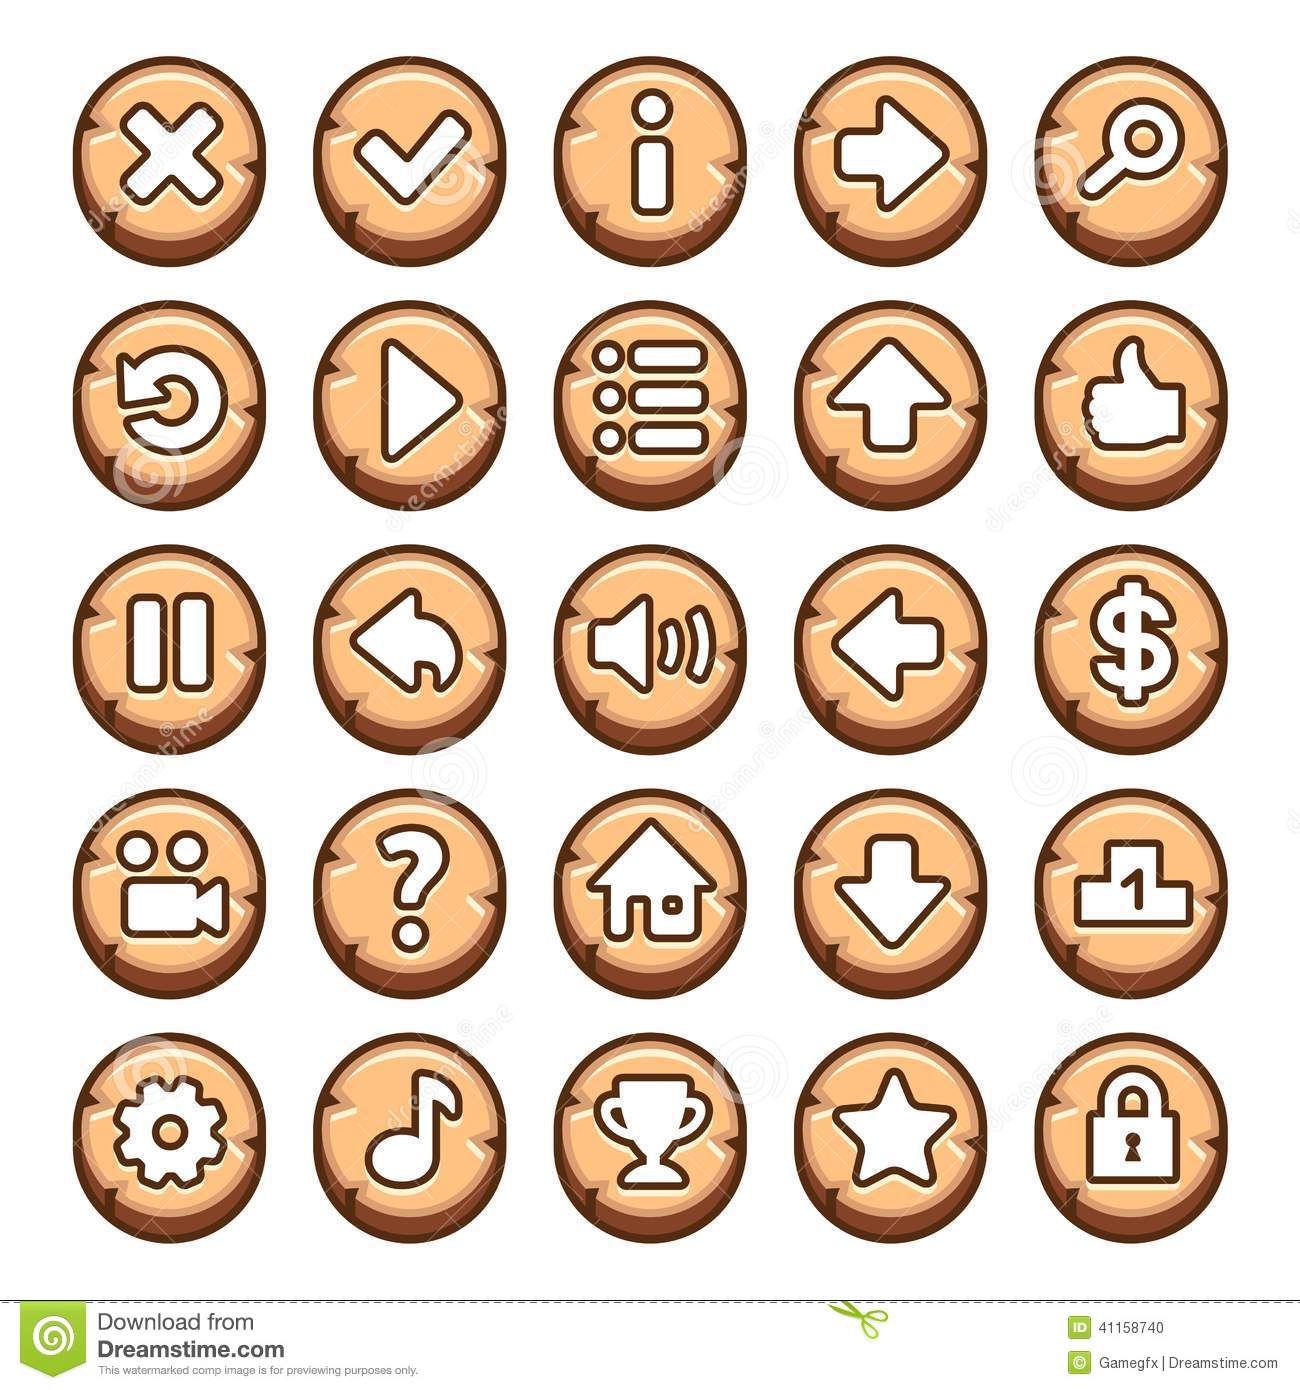 1
Download from
Dreamstime.com
This watermarked comp image is for previewing purposes only.
ID 41158740
© Gamegfx | Dreamstime.com